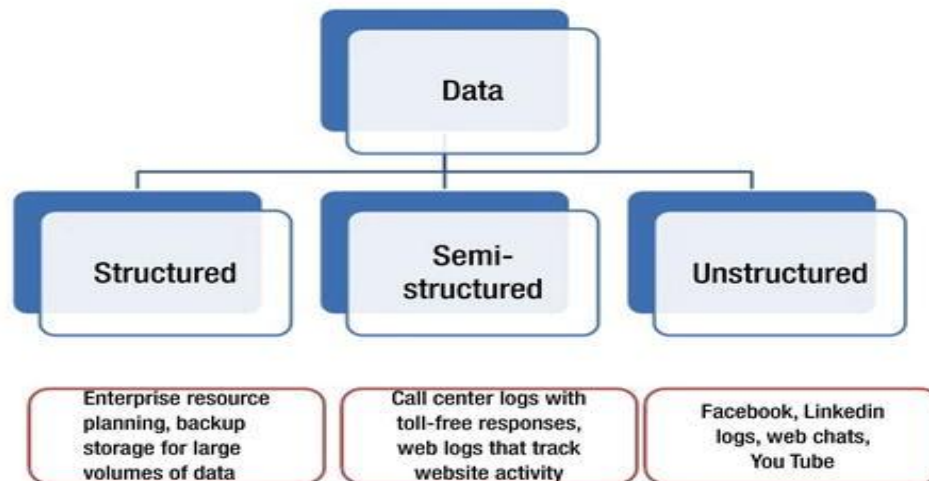 Data
Structured
Semi-
structured
Unstructured
Enterprise resource
planning, backup
storage for large
volumes of data
Call center logs with
toll-free responses,
web logs that track
website activity
Facebook, Linkedin
logs, web chats,
You Tube